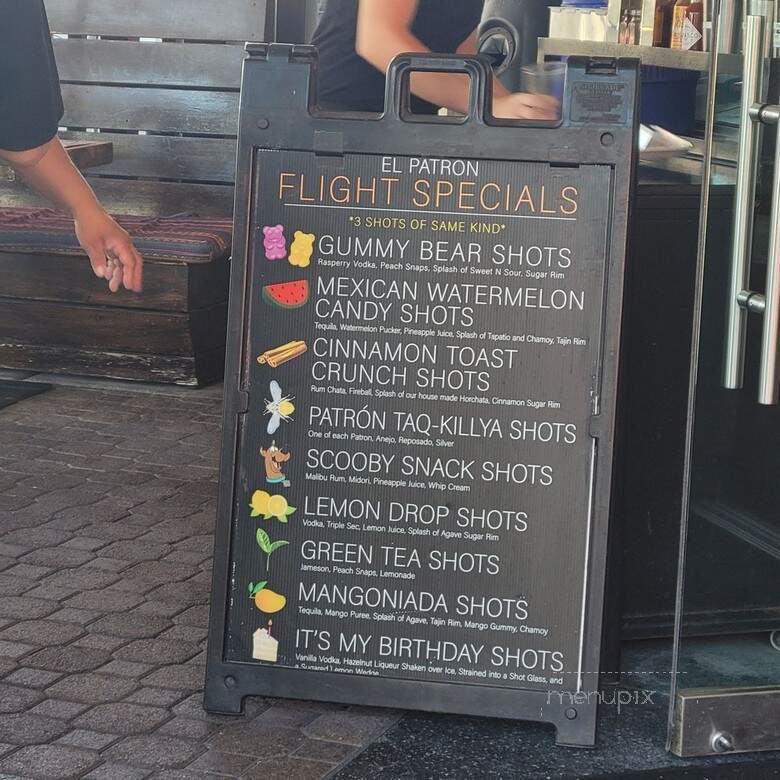 EL PATRON
FLIGHT SPECIALS
*3 SHOTS OF SAME KIND*
GUMMY BEAR SHOTS
Rasperry Vodka, Peach Snaps, Splash of Sweet N Sour, Sugar Rim
MEXICAN WATERMELON
CANDY SHOTS
Tequila, Watermelon Pucker, Pineapple Juice, Splash of Tapatio and Chamoy, Tajin Rim
CINNAMON TOAST
CRUNCH SHOTS
Rum Chata, Fireball, Splash of our house made Horchata, Cinnamon Sugar Rim
PATRÓN TAQ-KILLYA SHOTS
One of each Patron, Anejo, Reposado, Silver
SCOOBY SNACK SHOTS
Malibu Rum, Midori, Pineapple Juice, Whip Cream
LEMON DROP SHOTS
Vodka, Triple Sec, Lemon Juice, Splash of Agave Sugar Rim
GREEN TEA SHOTS
Jameson, Peach Snaps, Lemonade
MANGONIADA SHOTS
Tequila, Mango Puree, Splash of Agave, Tajin Rim, Mango Gummy, Chamoy
IT'S MY BIRTHDAY SHOTS
Vanilla Vodka, Hazelnut Liqueur Shaken over Ice, Strained into a Shot Glass, and
a Sugared Lemon Wedge
menupix